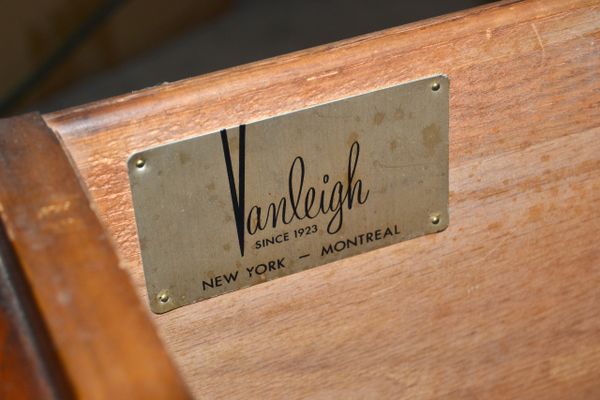 Vanleigh
SINCE 1923
NEW YORK — MONTREAL